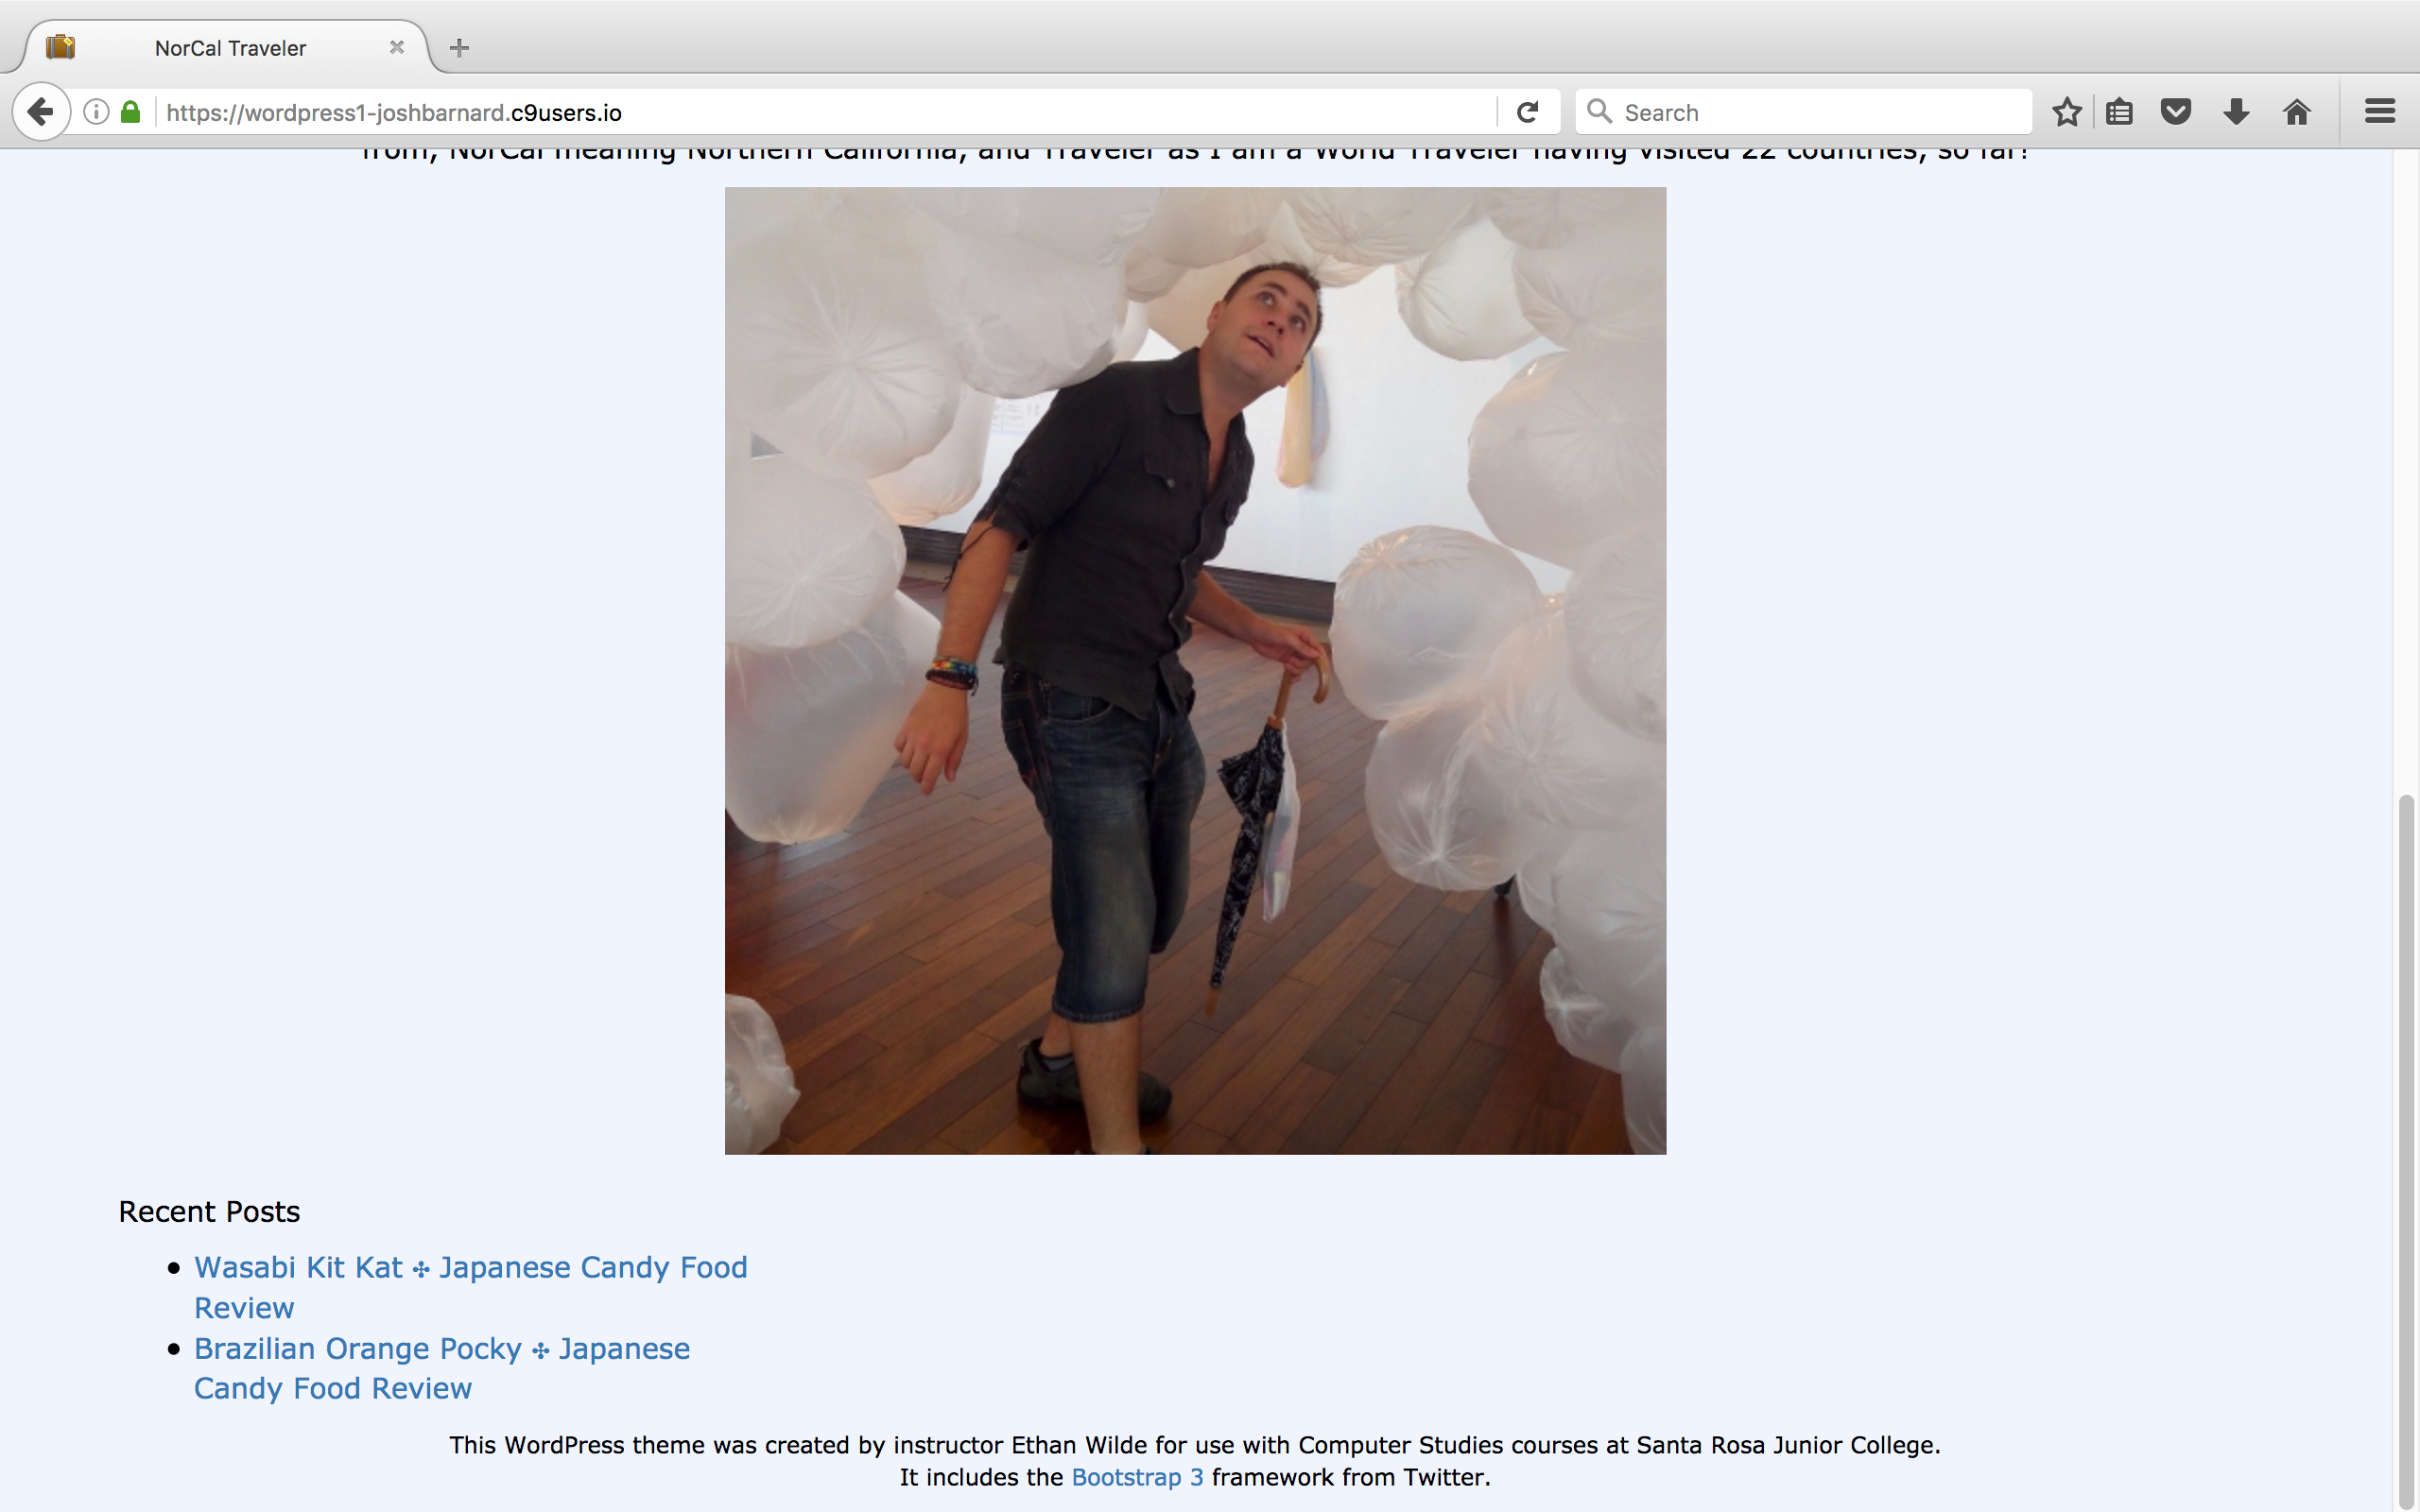 NorCal Traveler
https://wordpress1-joshbarnard.c9users.io
Search
from, NorCal meaning Northern California, and Traveler as I am a World Traveler having visited 22 countries, so far!
Recent Posts
Wasabi Kit Kat ✣ Japanese Candy Food
Review
Brazilian Orange Pocky ✣ Japanese
Candy Food Review
This WordPress theme was created by instructor Ethan Wilde for use with Computer Studies courses at Santa Rosa Junior College.
It includes the Bootstrap 3 framework from Twitter.